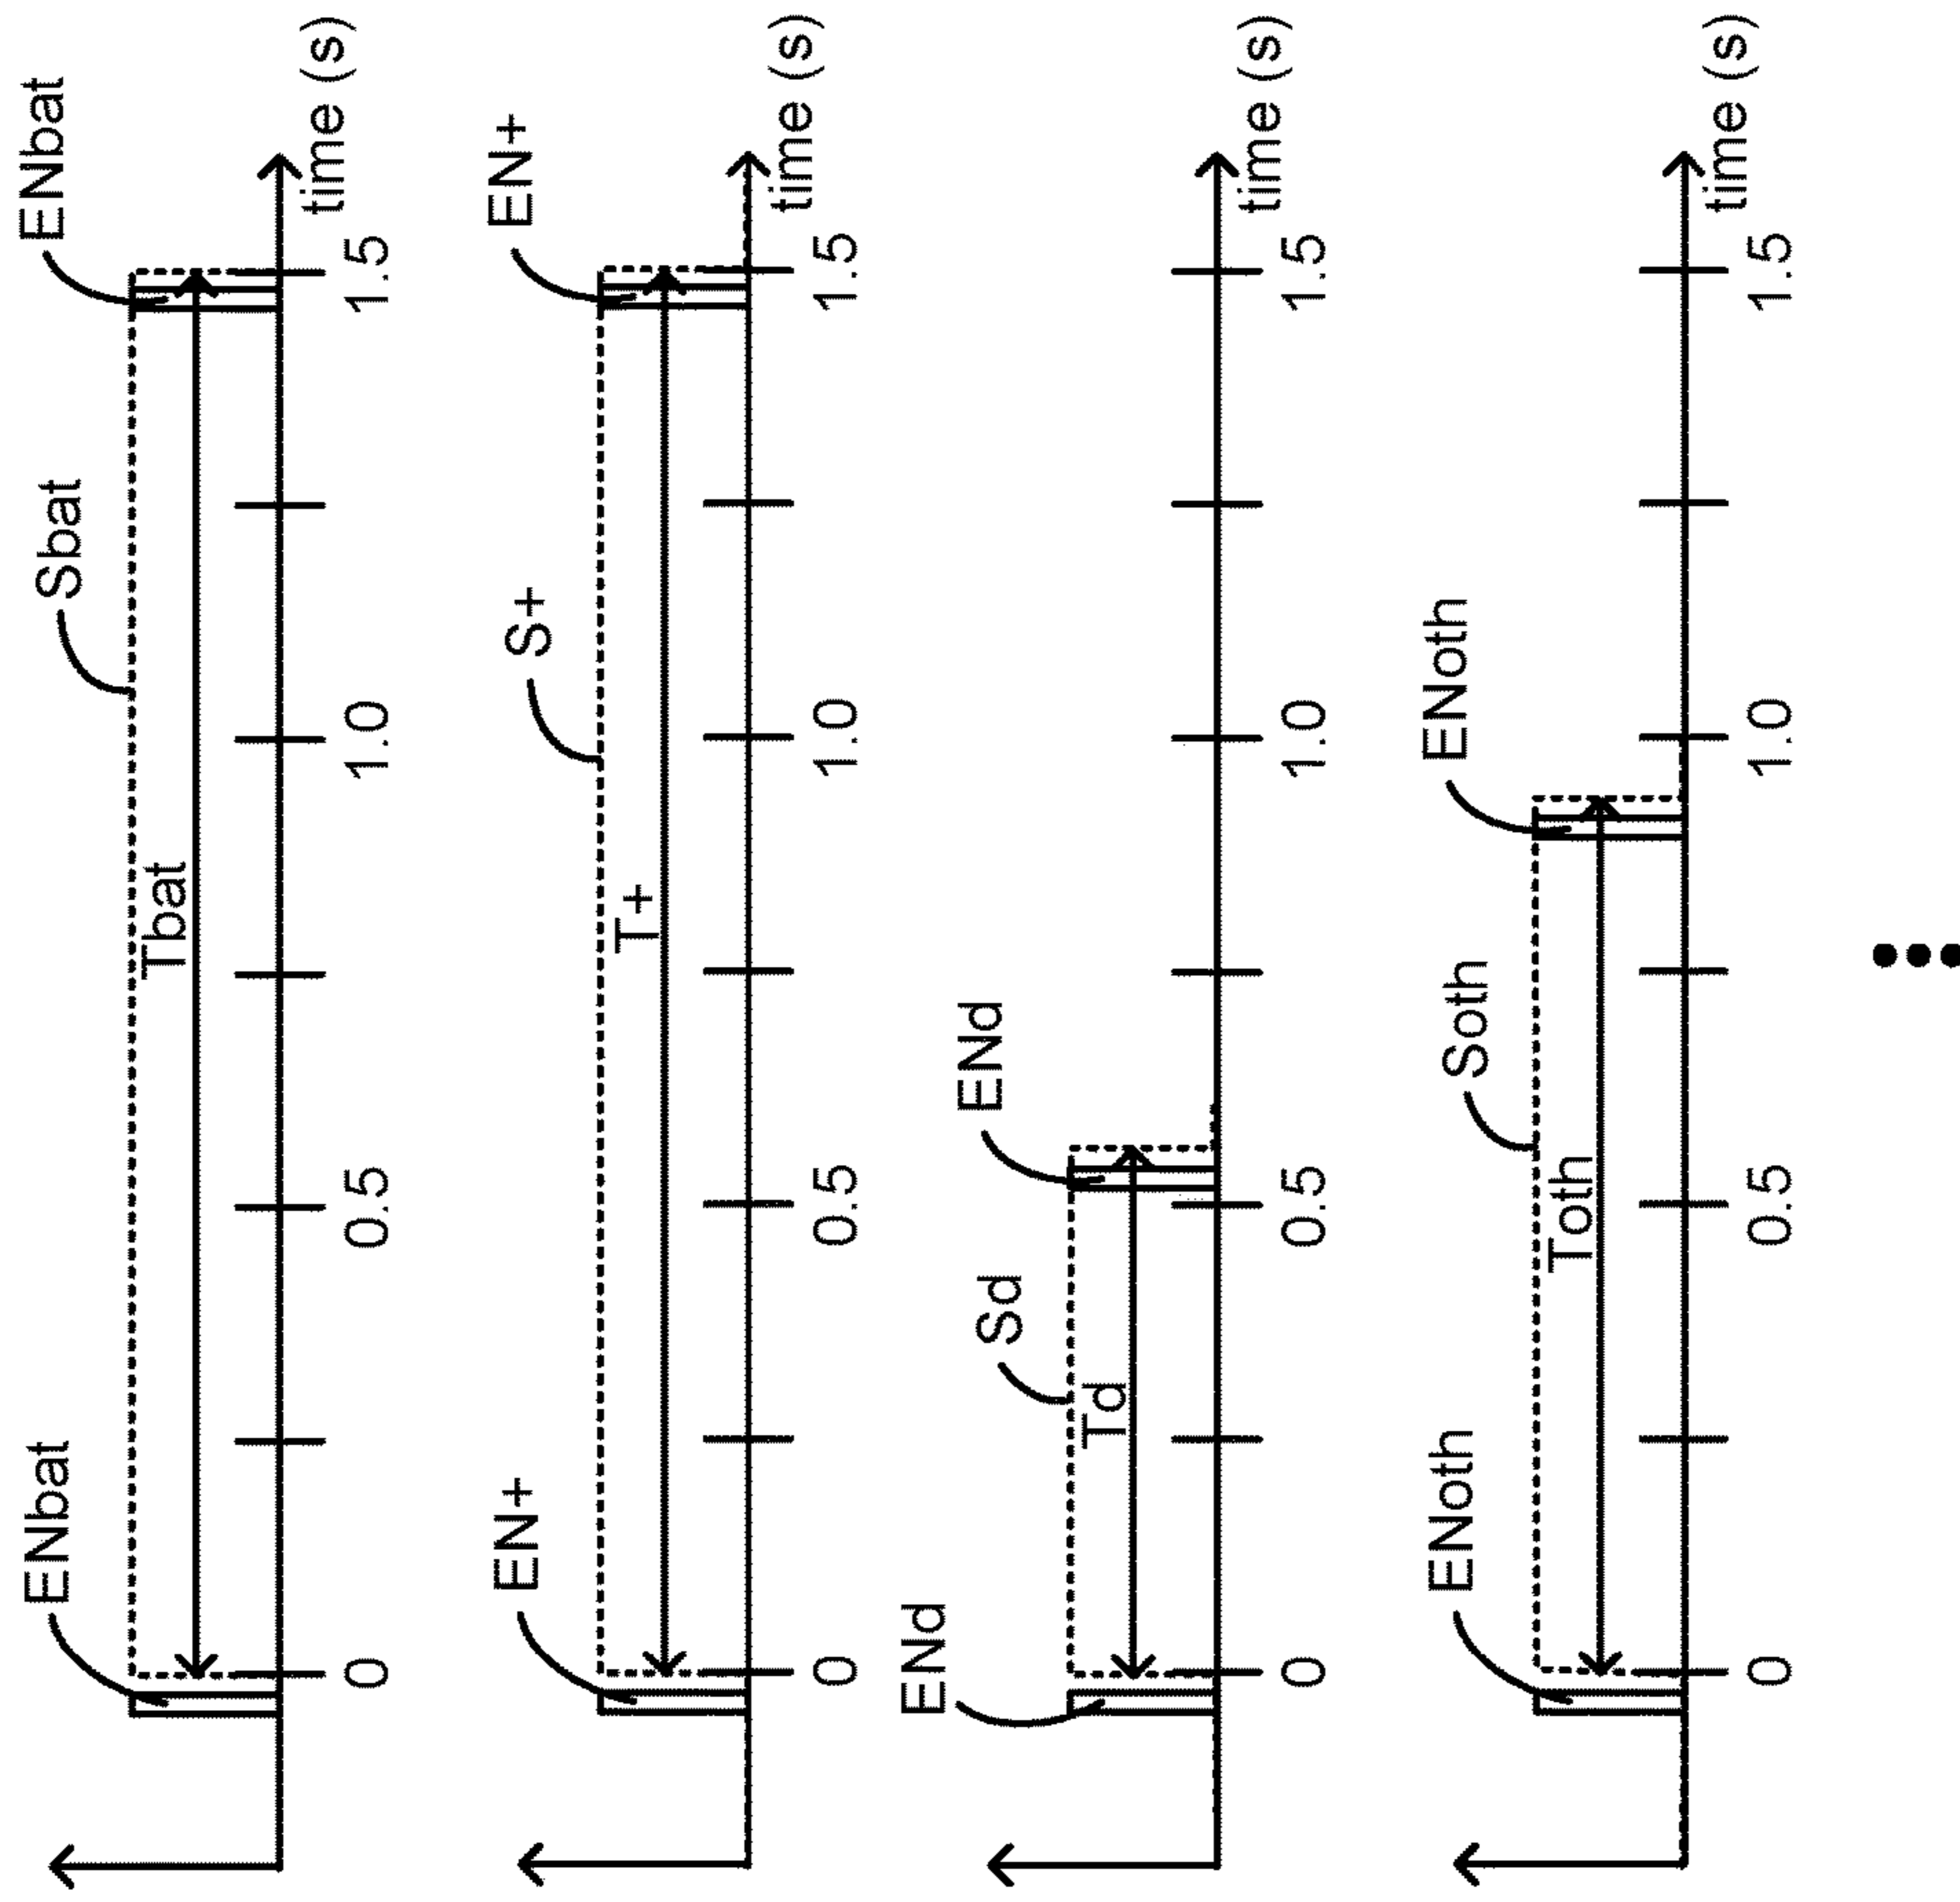 ENbat
Sbat
ENbat
Tbat
0
0.5
1.0
1.5
time (s)
EN+
S+
EN+
T+
0
0.5
1.0
1.5
time (s)
ENd
Sd
ENd
Td
0
0.5
1.0
1.5
time (s)
ENoth
Soth
ENoth
Toth
0
0.5
1.0
1.5
time (s)